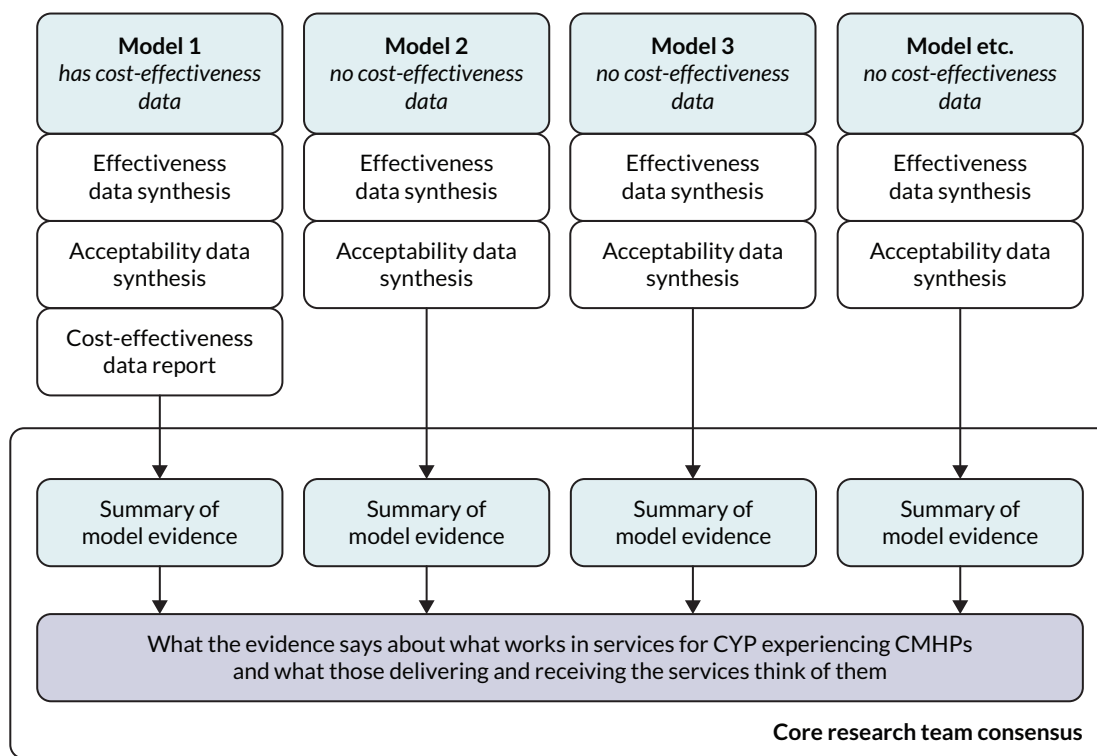 Model 1
has cost-effectiveness
data
Effectiveness
data synthesis
Acceptability data
synthesis
Cost-effectiveness
data report
Model 2
no cost-effectiveness
data
Effectiveness
data synthesis
Acceptability data
synthesis
Model 3
no cost-effectiveness
data
Effectiveness
data synthesis
Acceptability data
synthesis
Model etc.
no cost-effectiveness
data
Effectiveness
data synthesis
Acceptability data
synthesis
Summary of
model evidence
Summary of
model evidence
Summary of
model evidence
Summary of
model evidence
What the evidence says about what works in services for CYP experiencing CMHPs
and what those delivering and receiving the services think of them
Core research team consensus